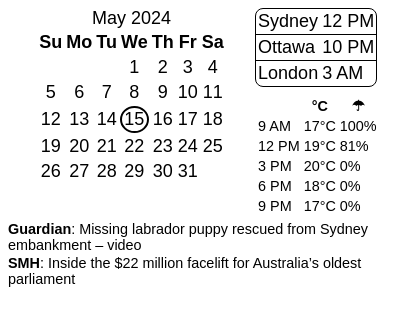 May 2024
Su Mo Tu We Th Fr Sa
1 2 3 4
5 6 7 8 9 10 11
12 13 14 15 16 17 18
19 20 21 22 23 24 25
26 27 28 29 30 31
Sydney 12 PM
Ottawa 10 PM
London 3 AM
°C ☂
9 AM 17°C 100%
12 PM 19°C 81%
3 PM 20°C 0%
6 PM 18°C 0%
9 PM 17°C 0%
Guardian: Missing labrador puppy rescued from Sydney
embankment – video
SMH: Inside the $22 million facelift for Australia's oldest
parliament